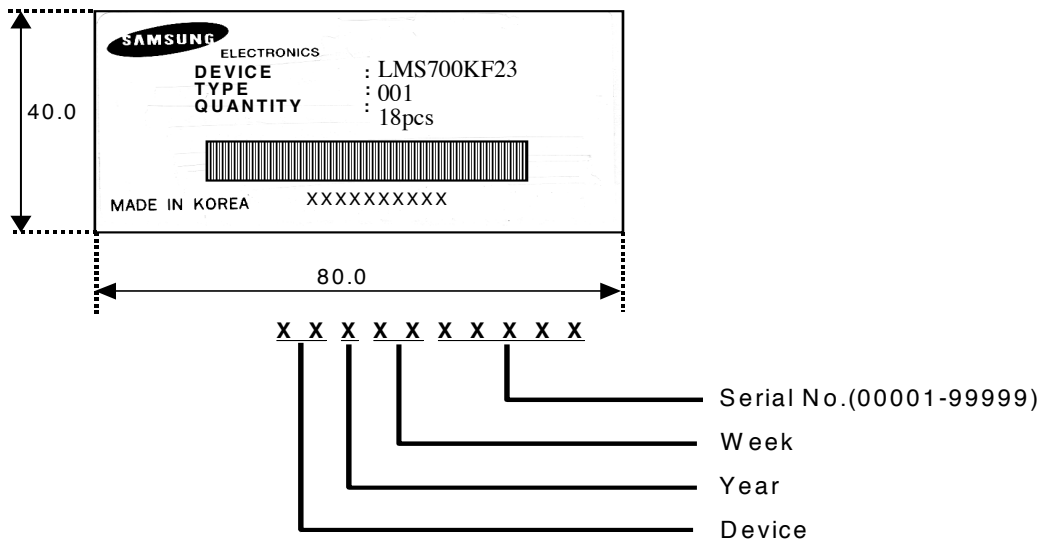 SAMSUNG
ELECTRONICS
DEVICE : LMS700KF23
TYPE : 001
QUANTITY : 18pcs
40.0
MADE IN KOREA XXXXXXXXXX
80.0
X X X X X X X X X X
Serial No.(00001-99999)
Week
Year
Device